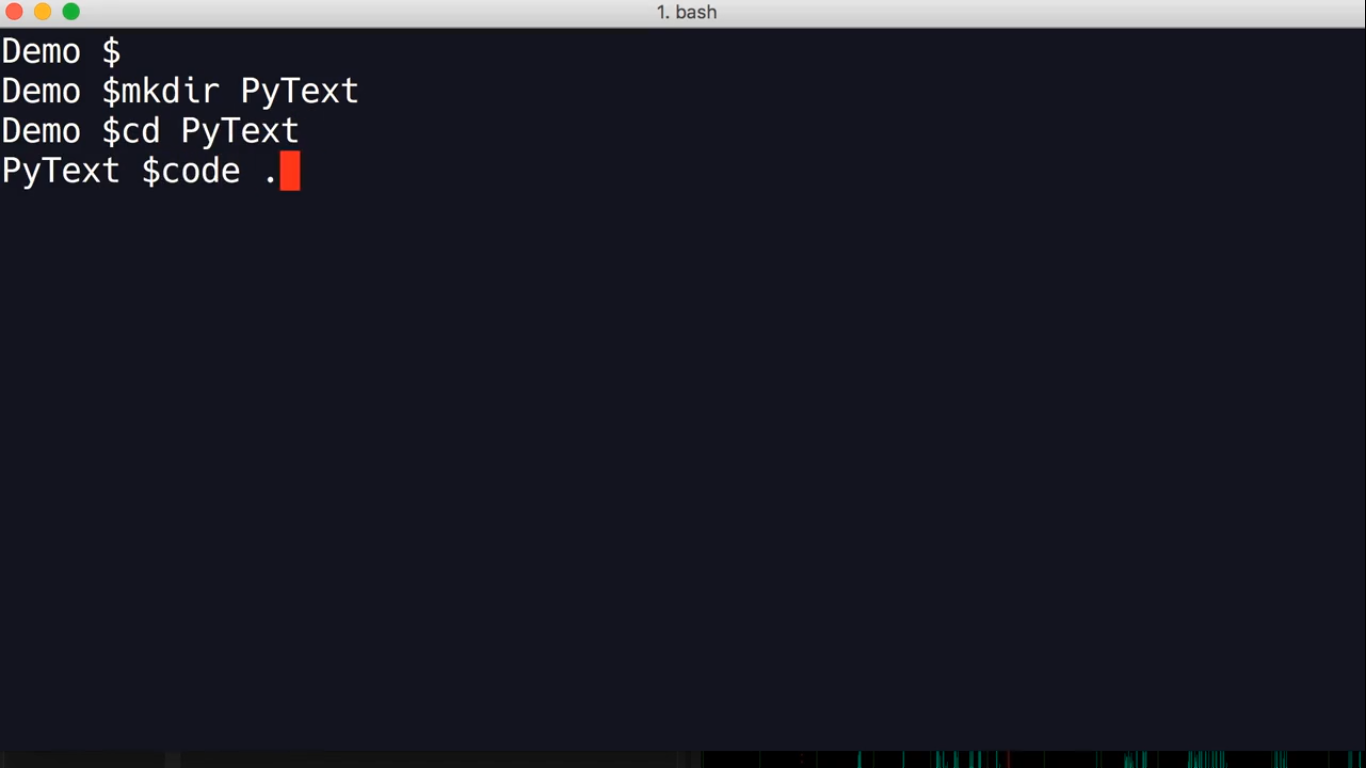 1. bash
Demo $
Demo $mkdir PyText
Demo $cd PyText
PyText $code .